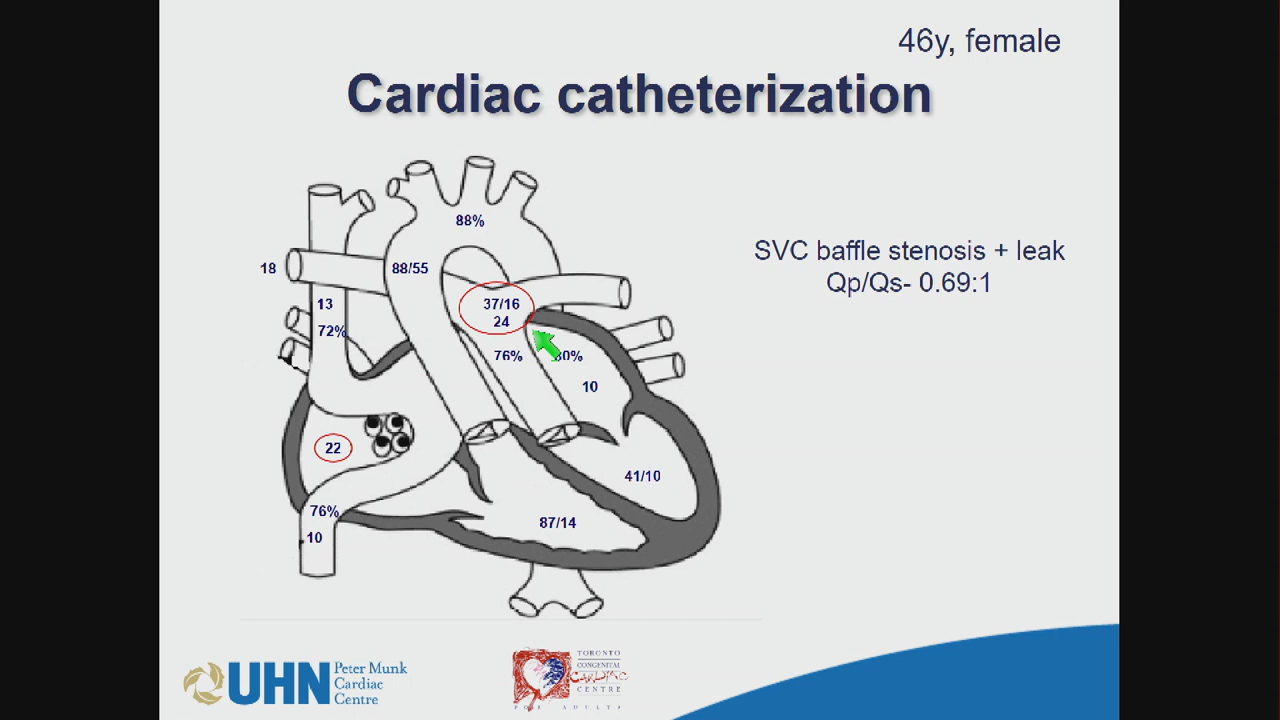 46y, female
Cardiac catheterization
88%
18
88/55
SVC baffle stenosis + leak
Qp/Qs- 0.69:1
13
37/16
24
72%
76%
10
22
41/10
76%
87/14
10
UHN
Peter Munk
Cardiac
Centre
TORONTO
CONGENITAL
CARDIAC
CENTRE
FOR ADULTS